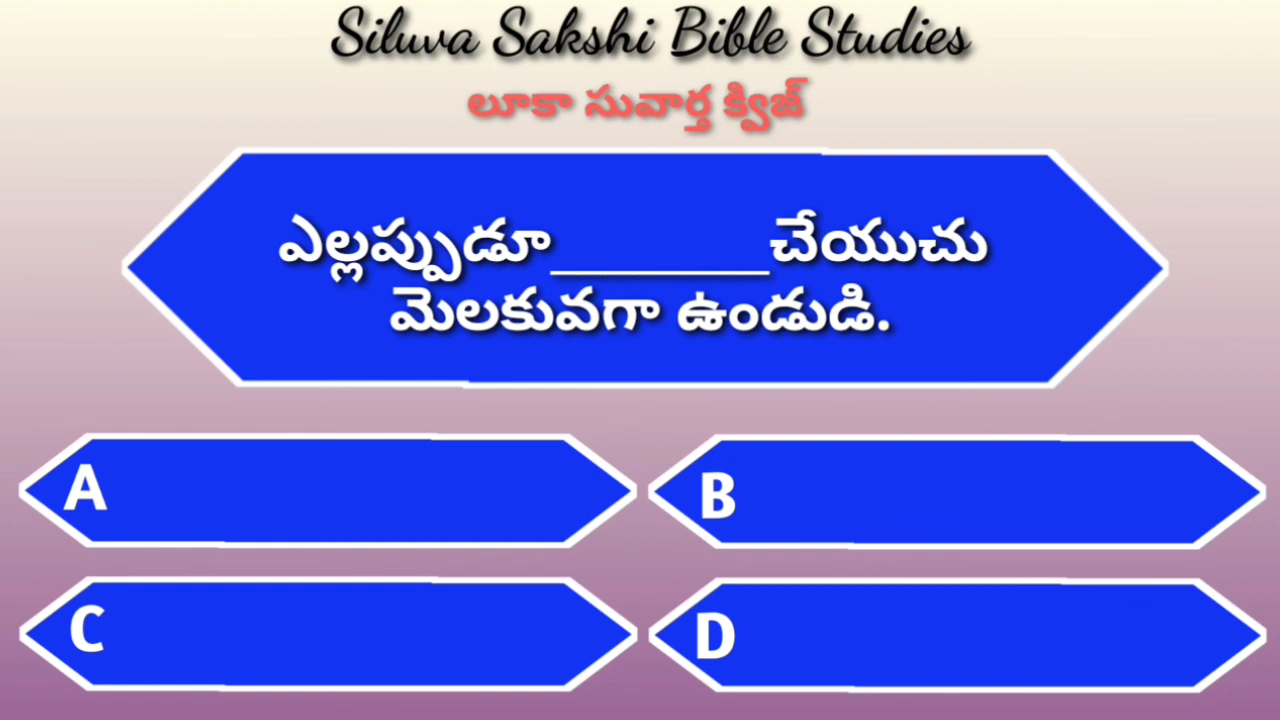 Siluva Sakshi Bible Studies
లూకా సువార్త క్విజ్
ఎల్లప్పుడూ_______చేయుచు
మెలకువగా ఉండుడి.
A
B
C
D